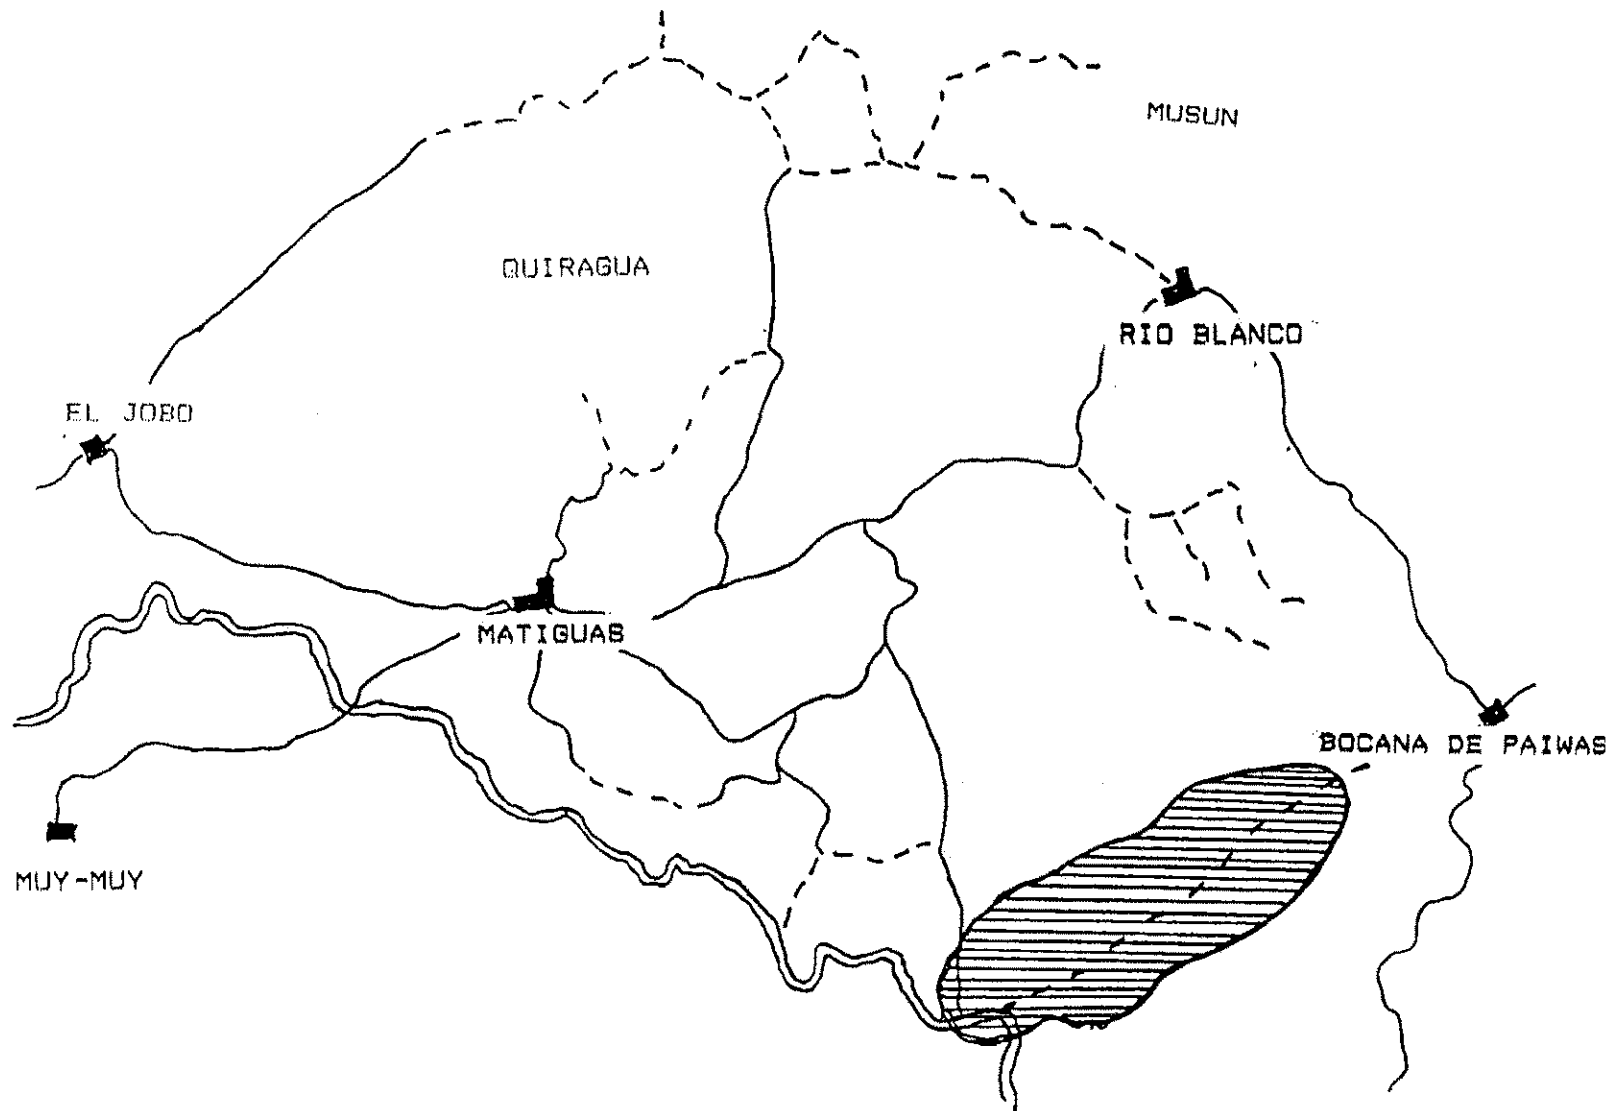 MUSUN
QUIRAGUA
RIO BLANCO
EL JOBO
MATIGUAS
BOCANA DE PAIWAS
MUY-MUY